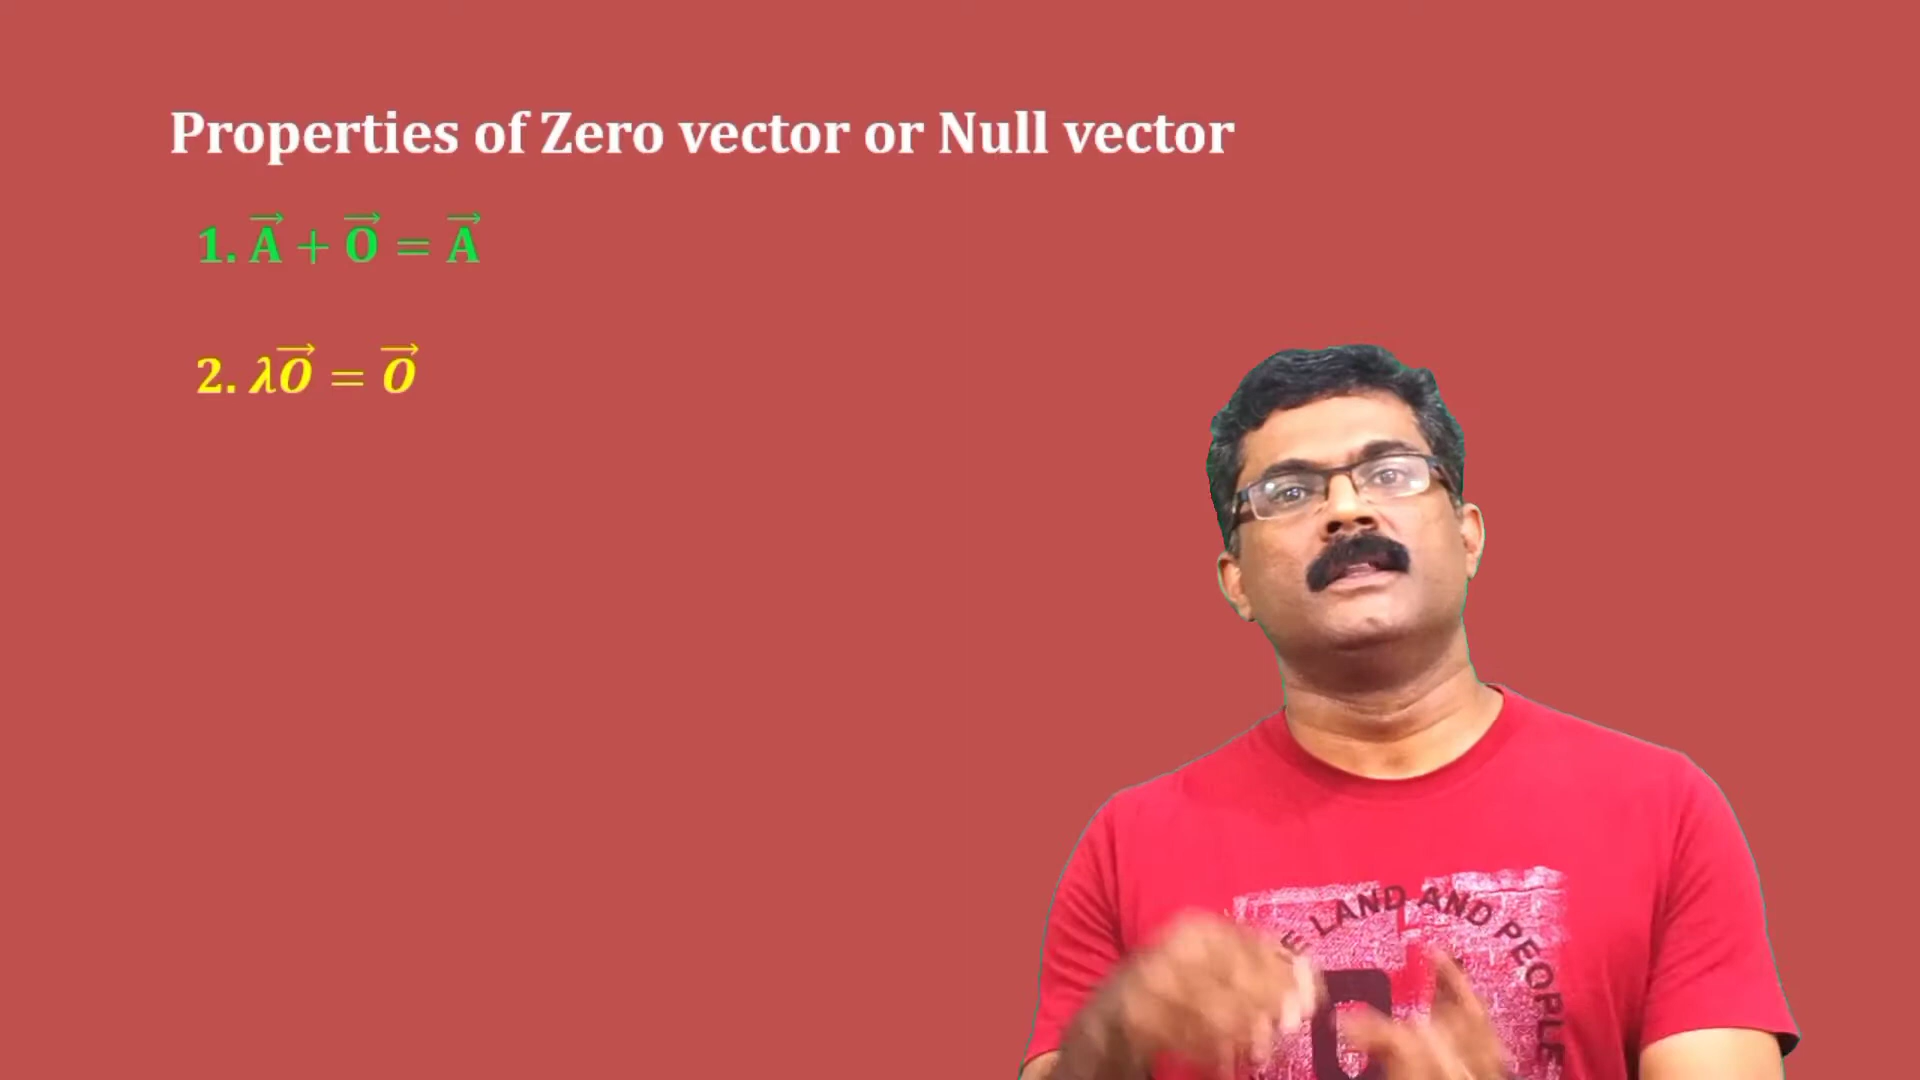 Properties of Zero vector or Null vector
1. A⃗ + O⃗ = A⃗
2. λO⃗ = O⃗
LAND AND PEOPLE